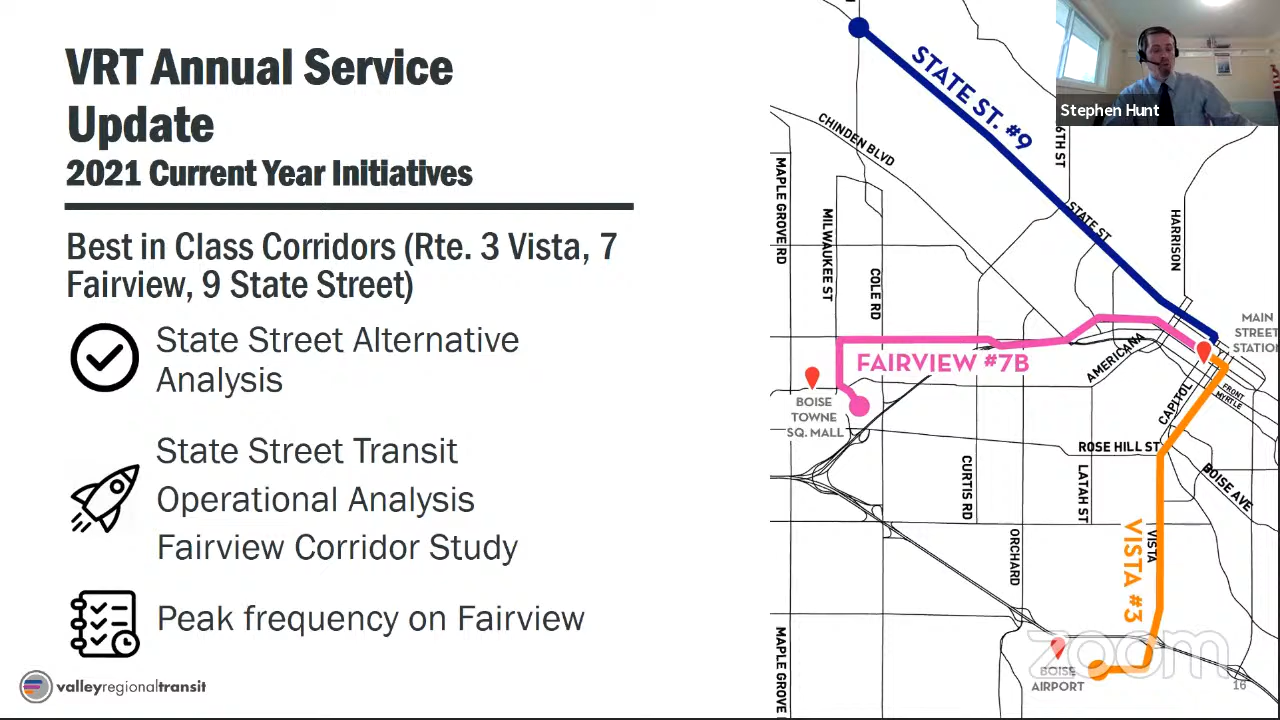 VRT Annual Service
Update
2021 Current Year Initiatives
Best in Class Corridors (Rte. 3 Vista, 7
Fairview, 9 State Street)
State Street Alternative
Analysis
State Street Transit
Operational Analysis
Fairview Corridor Study
Peak frequency on Fairview
valleyregionaltransit
Stephen Hunt
STATE ST. #9
CHINDEN BLVD
6TH ST
MAPLE GROVE RD
MILWAUKEE ST
COLE RD
STATE ST
HARRISON
MAIN
STREET
STATION
FAIRVIEW #7B
AMERICANA
BOISE
TOWNE
SQ. MALL
CAPITOL
FRONT
MYRTLE
ROSE HILL ST
CURTIS RD
LATAH ST
BOISE AVE
ORCHARD
VISTA #3
VISTA
MAPLE GROVE
BOISE
AIRPORT
zoom
16